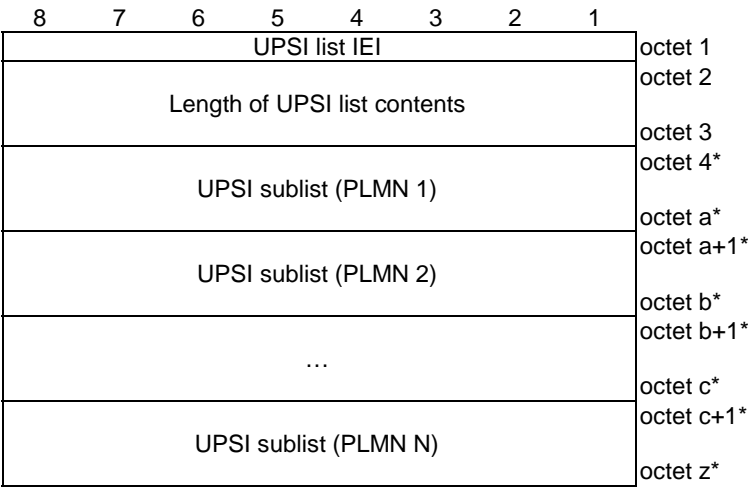 8 7 6 5 4 3 2 1
UPSI list IEI octet 1
octet 2
Length of UPSI list contents
octet 3
octet 4*
UPSI sublist (PLMN 1)
octet a*
octet a+1*
UPSI sublist (PLMN 2)
octet b*
octet b+1*
…
octet c*
octet c+1*
UPSI sublist (PLMN N)
octet z*